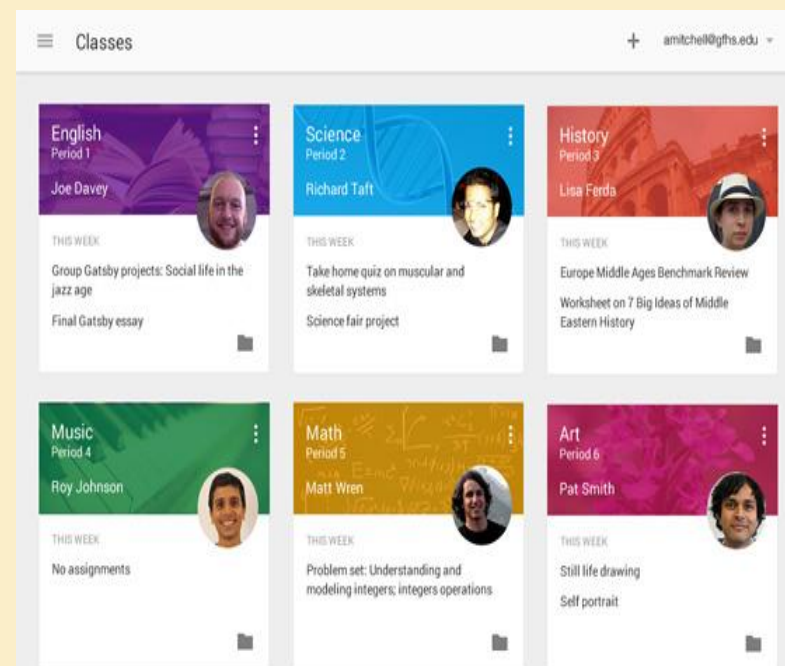 Classes
+ amitchell@gfhs.edu
English
Period 1
Joe Davey
THIS WEEK
Group Gatsby projects: Social life in the
jazz age
Final Gatsby essay
Science
Period 2
Richard Taft
THIS WEEK
Take home quiz on muscular and
skeletal systems
Science fair project
History
Period 3
Lisa Ferda
THIS WEEK
Europe Middle Ages Benchmark Review
Worksheet on 7 Big Ideas of Middle
Eastern History
Music
Period 4
Roy Johnson
THIS WEEK
No assignments
Math
Period 5
Matt Wren
THIS WEEK
Problem set: Understanding and
modeling integers; integers operations
Art
Period 6
Pat Smith
THIS WEEK
Still life drawing
Self portrait